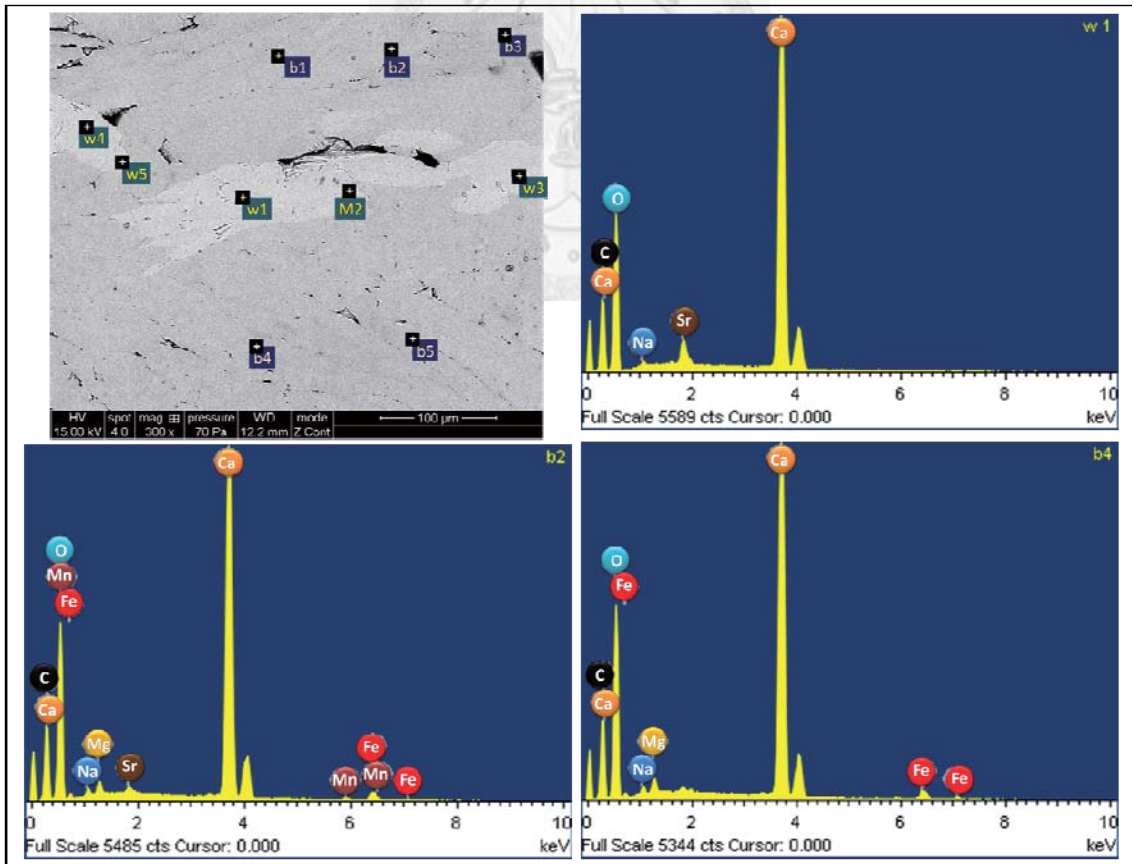 b1
b2
b3
w4
w5
w1
M2
w3
b4
b5
HV spot mag ⊞ pressure WD mode
15.00 kV 4.0 300 x 70 Pa 12.2 mm Z Cont
100 µm
w 1
Ca
O
C
Ca
Na
Sr
0 2 4 6 8 10
Full Scale 5589 cts Cursor: 0.000 keV
b2
Ca
O
Mn
Fe
C
Ca
Na
Mg
Sr
Fe
Mn
Mn
Fe
0 2 4 6 8 10
Full Scale 5485 cts Cursor: 0.000 keV
b4
Ca
O
Fe
C
Ca
Mg
Na
Fe
Fe
0 2 4 6 8 10
Full Scale 5344 cts Cursor: 0.000 keV